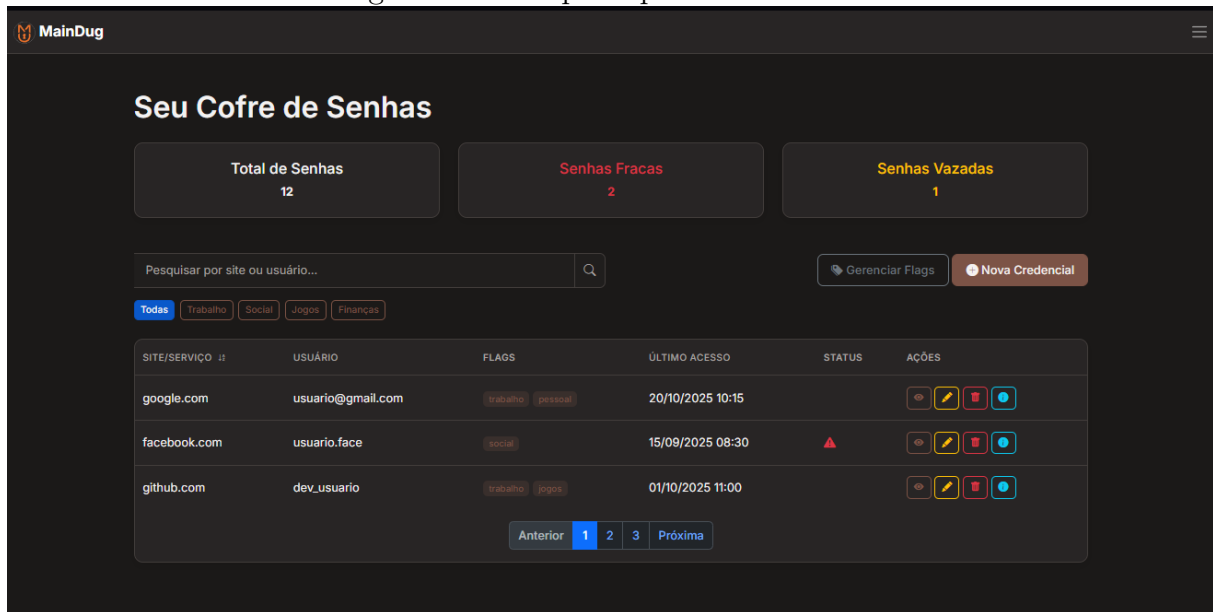 MainDug
Seu Cofre de Senhas
Total de Senhas
12
Senhas Fracas
2
Senhas Vazadas
1
Pesquisar por site ou usuário...
Gerenciar Flags
Nova Credencial
Todas Trabalho Social Jogos Finanças
SITE/SERVIÇO USUÁRIO FLAGS ÚLTIMO ACESSO STATUS AÇÕES
google.com usuario@gmail.com trabalho pessoal 20/10/2025 10:15
facebook.com usuario.face social 15/09/2025 08:30
github.com dev_usuario trabalho jogos 01/10/2025 11:00
Anterior 1 2 3 Próxima